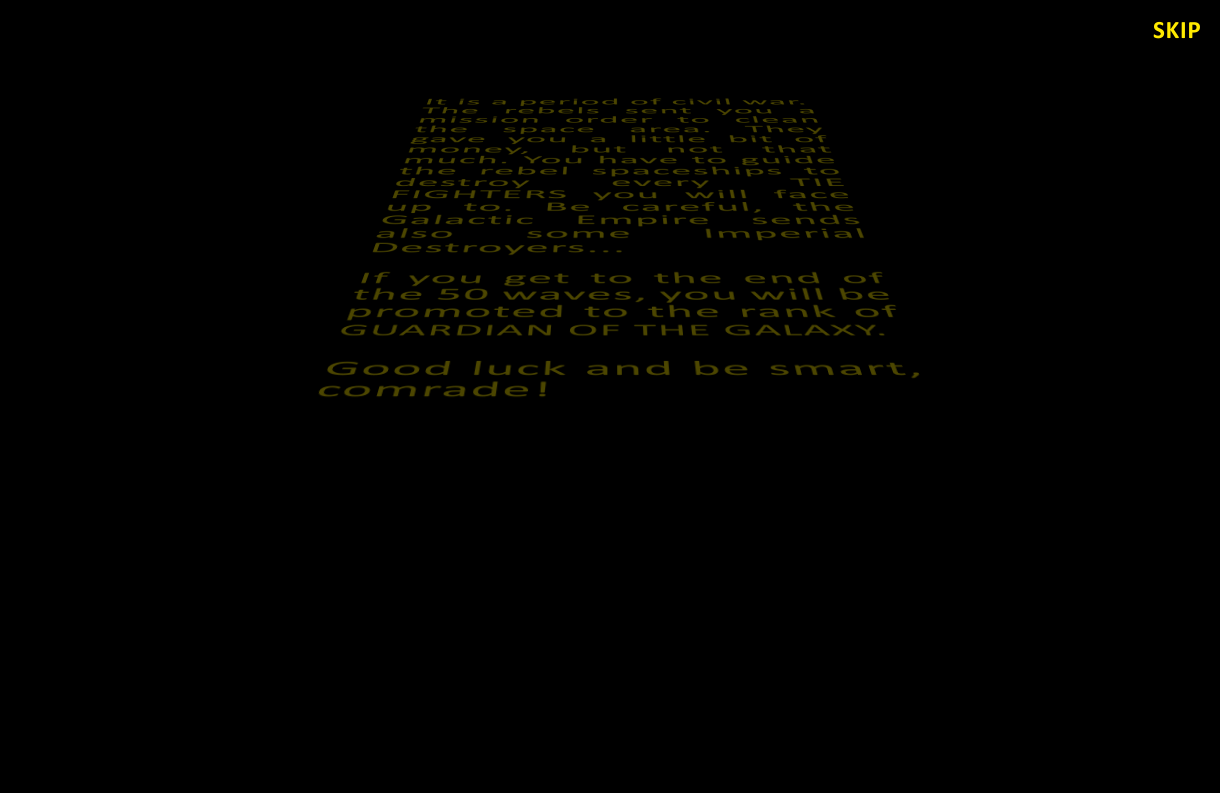 SKIP
It is a period of civil war.
The rebels sent you a
mission order to clean
the space area. They
gave you a little bit of
money, but not that
much. You have to guide
the rebel spaceships to
destroy every TIE
FIGHTERS you will face
up to. Be careful, the
Galactic Empire sends
also some Imperial
Destroyers...
If you get to the end of
the 50 waves, you will be
promoted to the rank of
GUARDIAN OF THE GALAXY.
Good luck and be smart,
comrade!